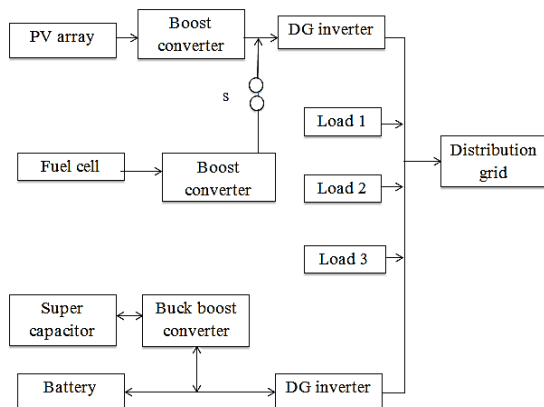 PV array
Boost
converter
DG inverter
s
Load 1
Fuel cell
Boost
converter
Distribution
grid
Load 2
Load 3
Super
capacitor
Buck boost
converter
Battery
DG inverter